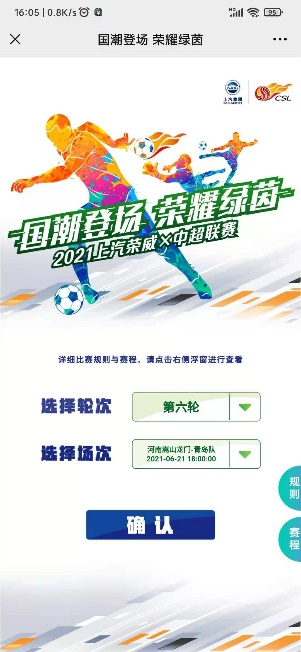 16:05 | 0.8K/s
95
国潮登场 荣耀绿茵
上汽集团
CSL
国潮登场 荣耀绿茵
2021上汽荣威×中超联赛
详细比赛规则与赛程，请点击右侧浮窗进行查看
选择轮次
第六轮
选择场次
河南嵩山龙门-青岛队
2021-06-21 18:00:00
规则
赛程
确 认